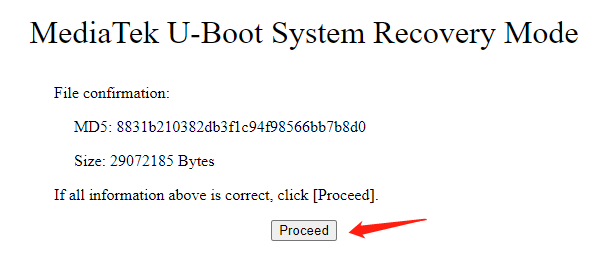 MediaTek U-Boot System Recovery Mode
File confirmation:
MD5: 8831b210382db3f1c94f98566bb7b8d0
Size: 29072185 Bytes
If all information above is correct, click [Proceed].
Proceed